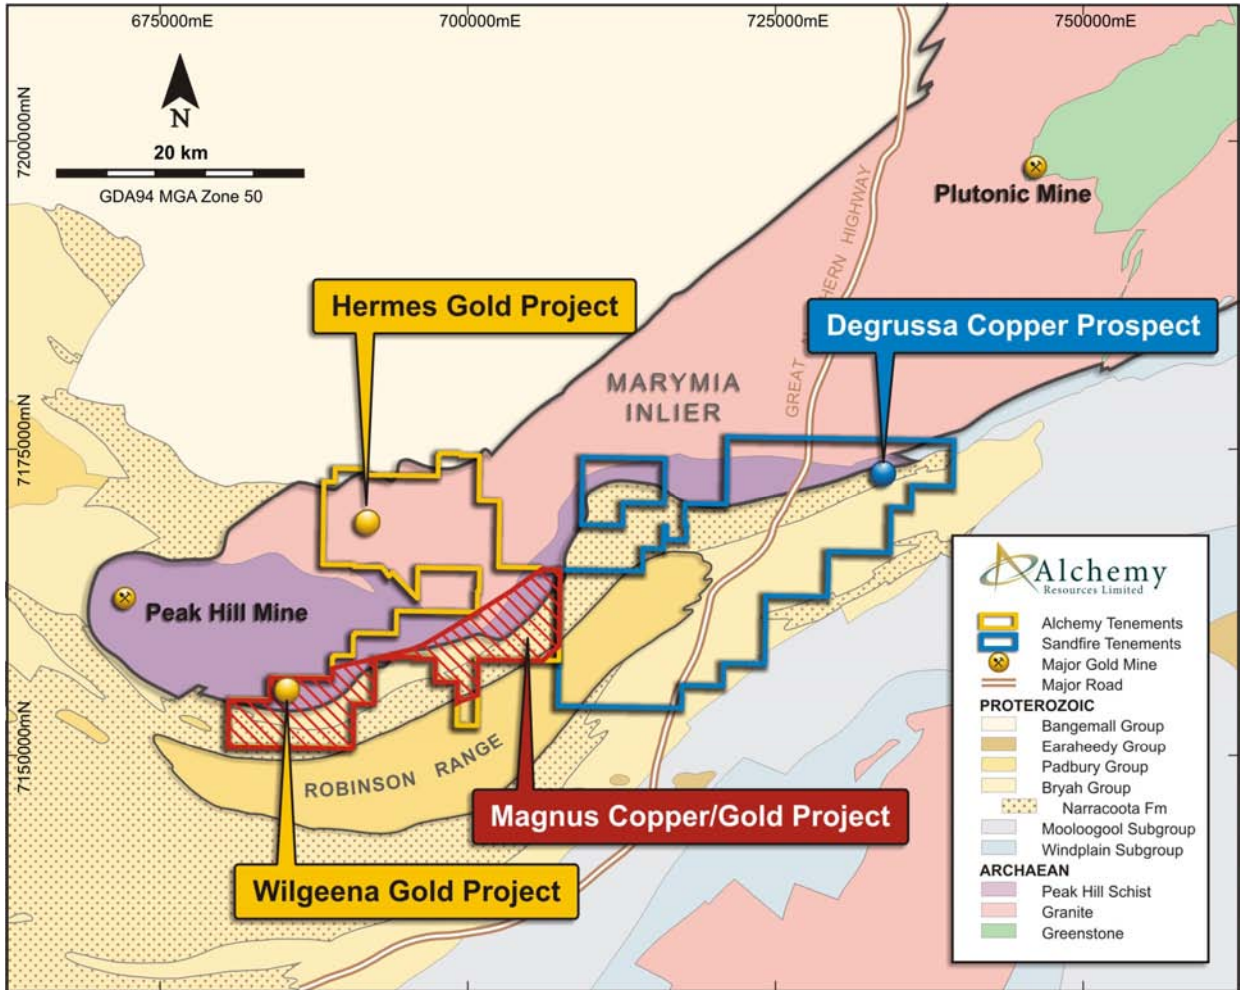 675000mE
700000mE
725000mE
750000mE
7200000mN
7175000mN
7150000mN
N
20 km
GDA94 MGA Zone 50
Plutonic Mine
Hermes Gold Project
Degrussa Copper Prospect
MARYMIA
INLIER
GREAT N HERN HIGHWAY
Peak Hill Mine
ROBINSON RANGE
Magnus Copper/Gold Project
Wilgeena Gold Project
Alchemy
Resources Limited
Alchemy Tenements
Sandfire Tenements
Major Gold Mine
Major Road
PROTEROZOIC
Bangemall Group
Earaheedy Group
Padbury Group
Bryah Group
Narracoota Fm
Mooloogool Subgroup
Windplain Subgroup
ARCHAEAN
Peak Hill Schist
Granite
Greenstone